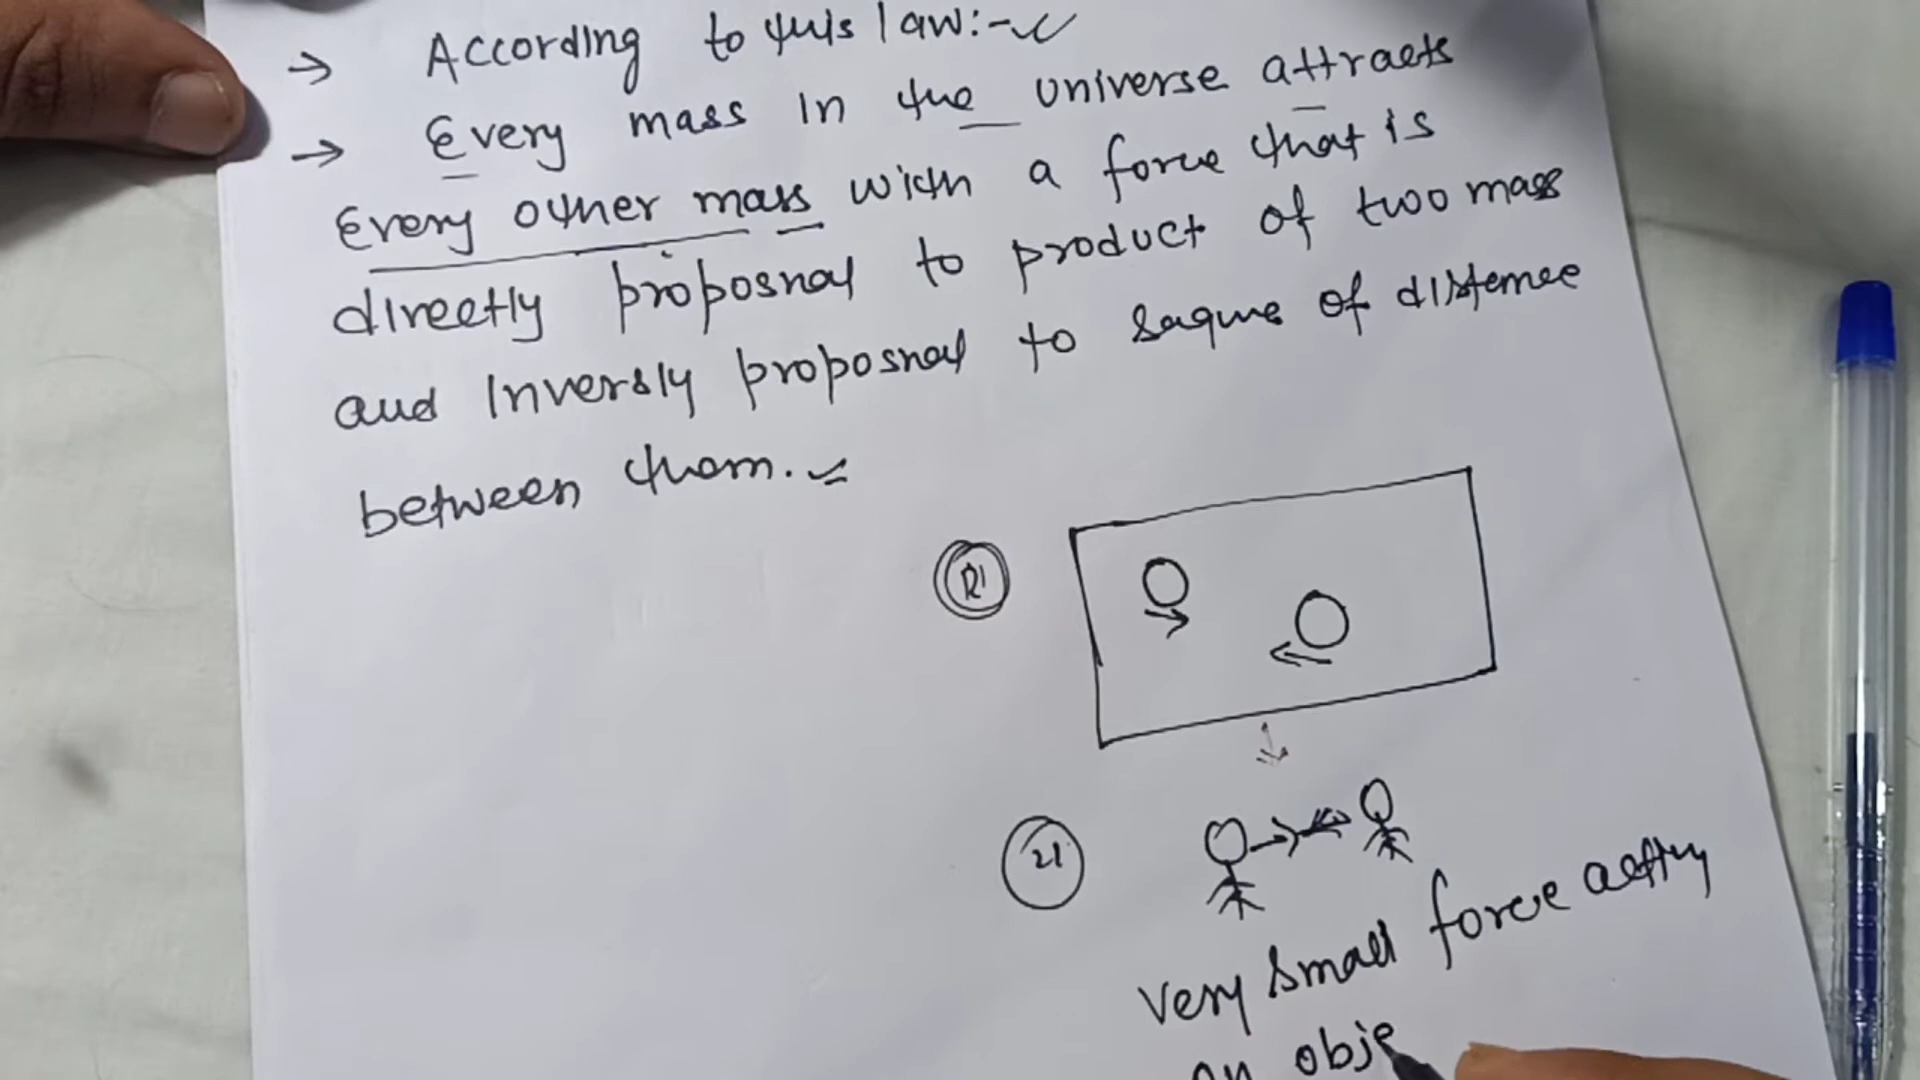 → According to this law:-
→ Every mass in the universe attracts
Every other mass with a force that is
directly proposnal to product of two mass
and Inversly proposnal to saqure of distence
between them.
R1
21
very small force acting
on obje